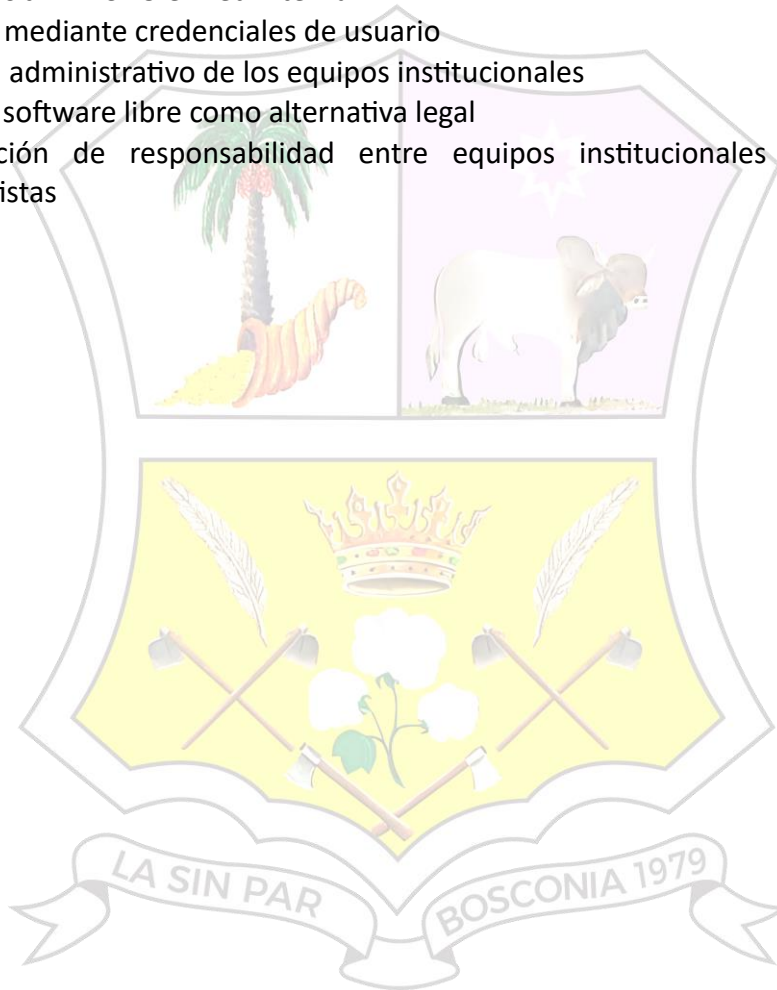 mediante credenciales de usuario
administrativo de los equipos institucionales
software libre como alternativa legal
ción de responsabilidad entre equipos institucionales
istas
LA SIN PAR
BOSCONIA 1979